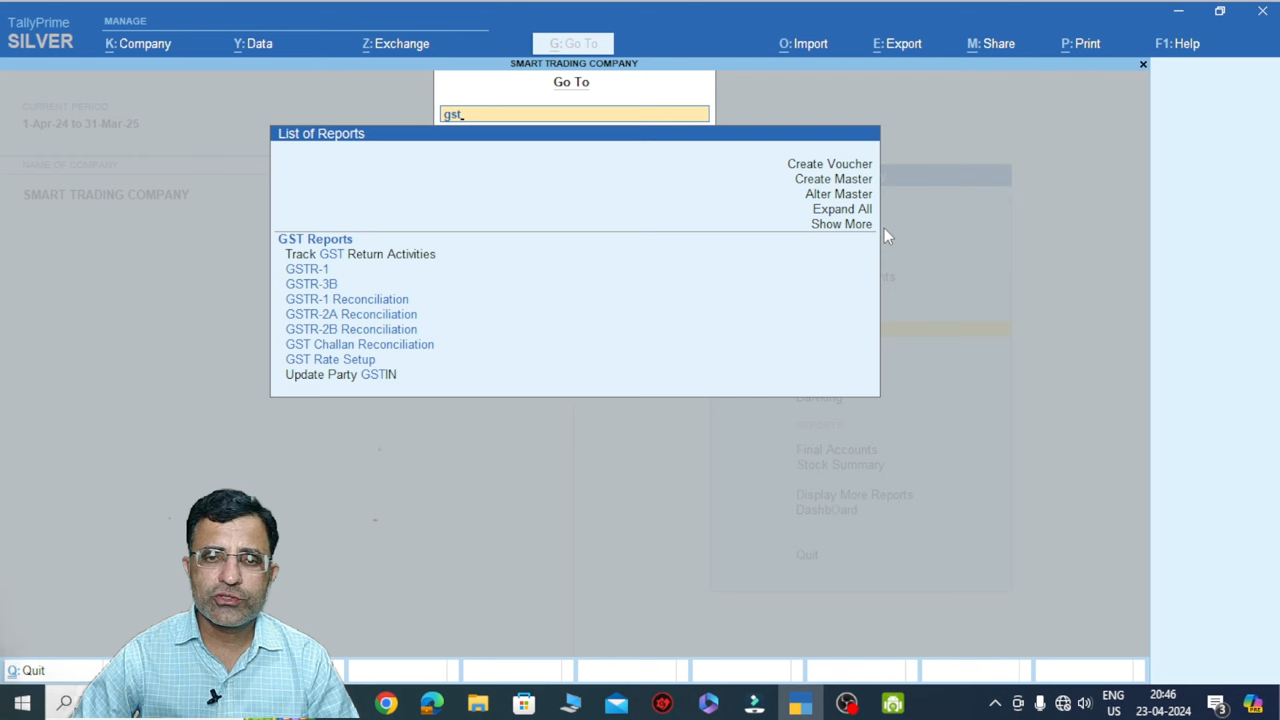 TallyPrime
SILVER
MANAGE
K: Company
Y: Data
Z: Exchange
G: Go To
O: Import
E: Export
M: Share
P: Print
F1: Help
SMART TRADING COMPANY
CURRENT PERIOD
1-Apr-24 to 31-Mar-25
NAME OF COMPANY
SMART TRADING COMPANY
Go To
gst
List of Reports
Create Voucher
Create Master
Alter Master
Expand All
Show More
GST Reports
Track GST Return Activities
GSTR-1
GSTR-3B
GSTR-1 Reconciliation
GSTR-2A Reconciliation
GSTR-2B Reconciliation
GST Challan Reconciliation
GST Rate Setup
Update Party GSTIN
Banking
REPORTS
Final Accounts
Stock Summary
Display More Reports
DashbOard
Quit
Q: Quit
ENG
US
20:46
23-04-2024
3
PRE